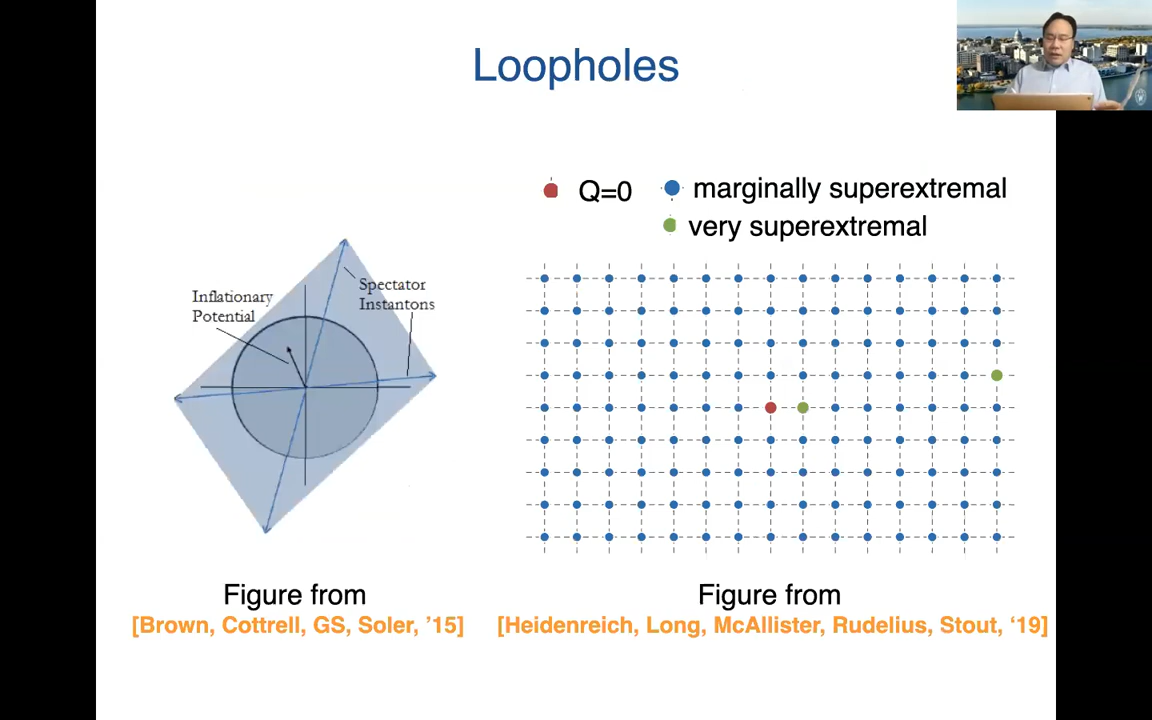 Loopholes
Q=0
marginally superextremal
very superextremal
Inflationary
Potential
Spectator
Instantons
Figure from
[Brown, Cottrell, GS, Soler, ’15]
Figure from
[Heidenreich, Long, McAllister, Rudelius, Stout, ‘19]